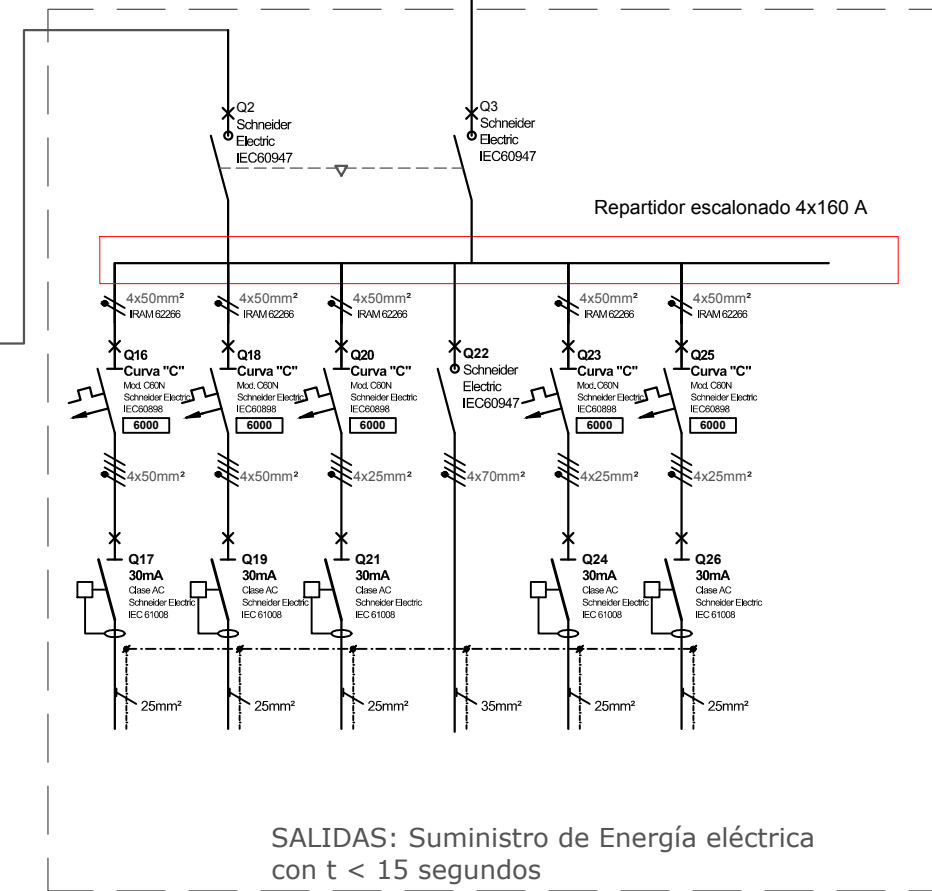 Q2
Schneider
Electric
IEC60947
Q3
Schneider
Electric
IEC60947
Repartidor escalonado 4x160 A
4x50mm²
IRAM 62266
4x50mm²
IRAM 62266
4x50mm²
IRAM 62266
4x50mm²
IRAM 62266
4x50mm²
IRAM 62266
Q16
Curva "C"
Mod. C60N
Schneider Electric
IEC60898
6000
Q18
Curva "C"
Mod. C60N
Schneider Electric
IEC60898
6000
Q20
Curva "C"
Mod. C60N
Schneider Electric
IEC60898
6000
Q22
Schneider
Electric
IEC60947
Q23
Curva "C"
Mod. C60N
Schneider Electric
IEC60898
6000
Q25
Curva "C"
Mod. C60N
Schneider Electric
IEC60898
6000
4x50mm²
4x50mm²
4x25mm²
4x70mm²
4x25mm²
4x25mm²
Q17
30mA
Clase AC
Schneider Electric
IEC 61008
Q19
30mA
Clase AC
Schneider Electric
IEC 61008
Q21
30mA
Clase AC
Schneider Electric
IEC 61008
Q24
30mA
Clase AC
Schneider Electric
IEC 61008
Q26
30mA
Clase AC
Schneider Electric
IEC 61008
25mm²
25mm²
25mm²
35mm²
25mm²
25mm²
SALIDAS: Suministro de Energía eléctrica
con t < 15 segundos